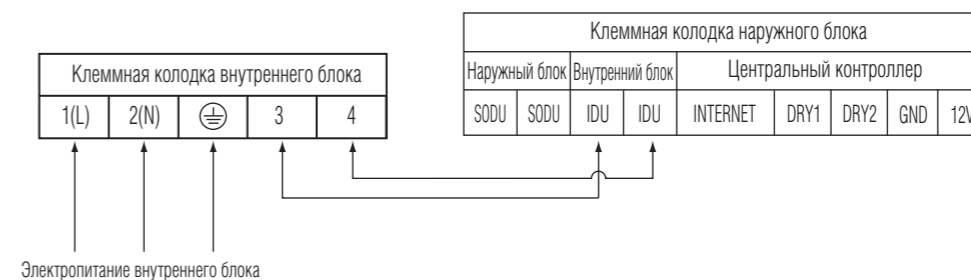 Клеммная колодка наружного блока
Клеммная колодка внутреннего блока
Наружный блок Внутренний блок Центральный контроллер
1(L) 2(N) 3 4
SODU SODU IDU IDU INTERNET DRY1 DRY2 GND 12V
Электропитание внутреннего блока